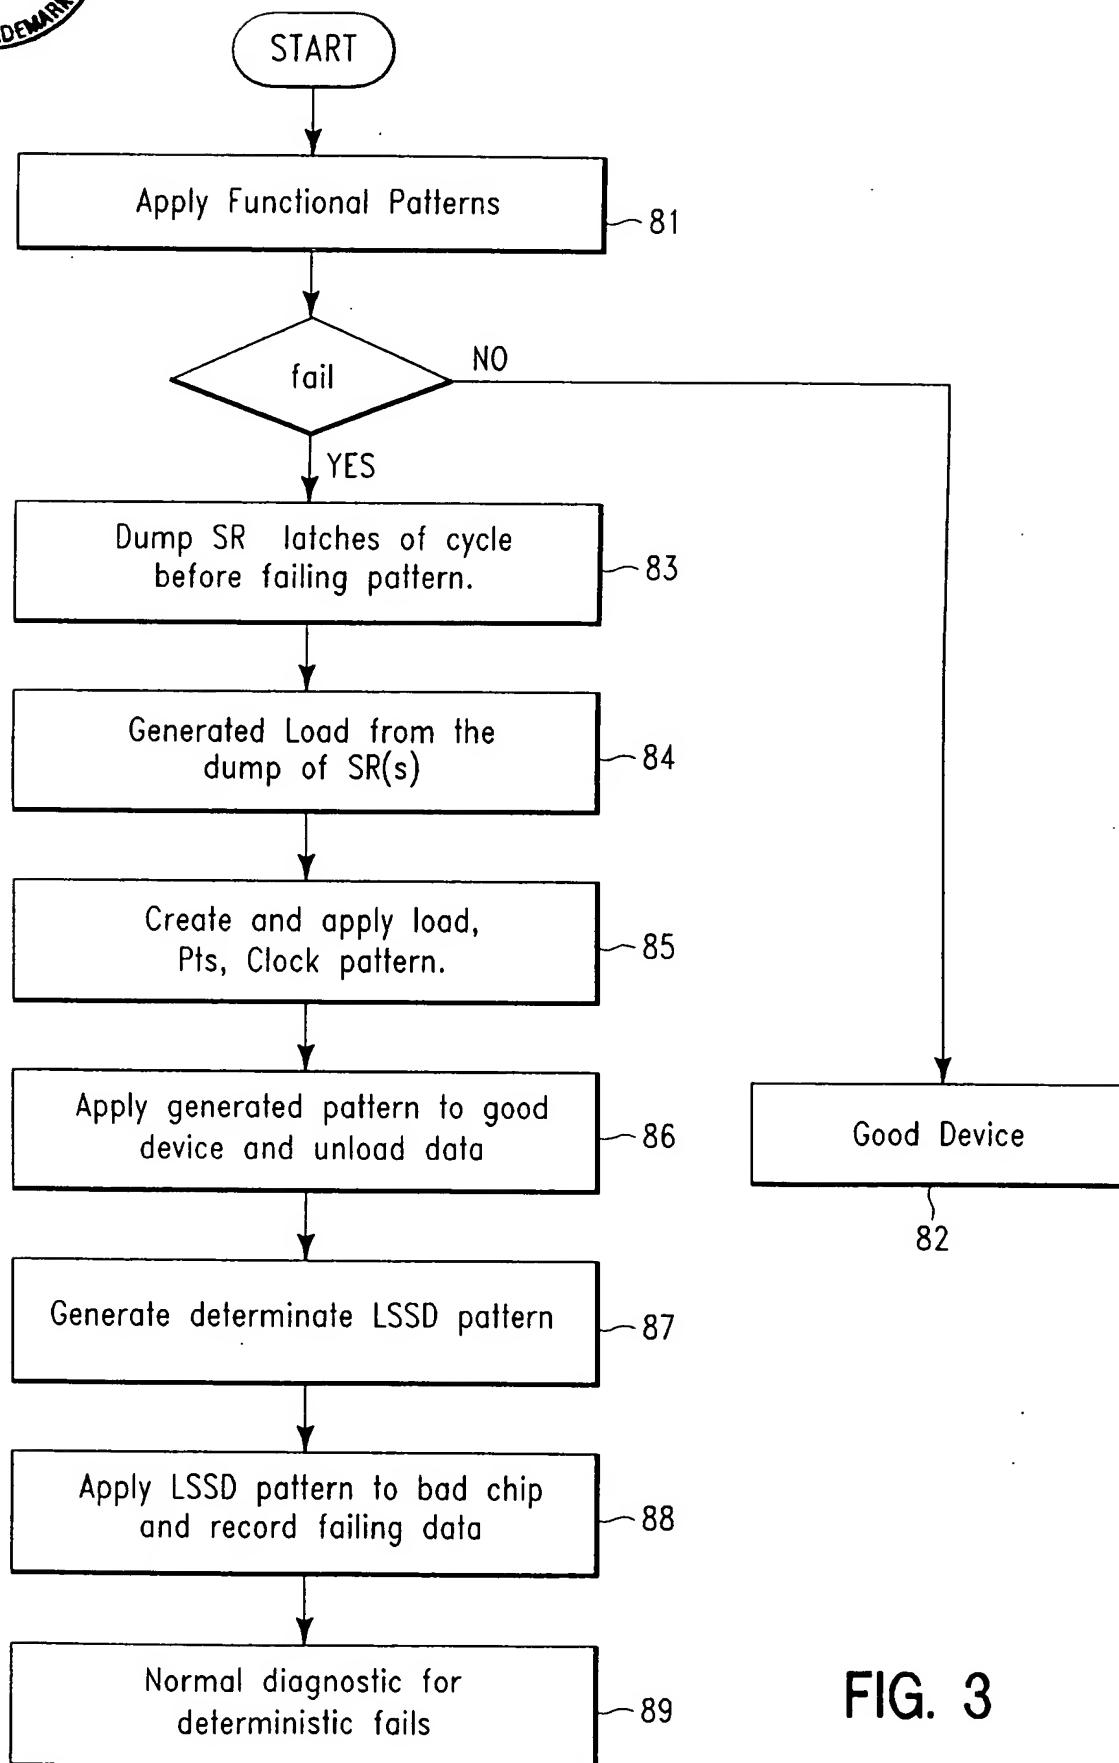 DEMARK
START
Apply Functional Patterns
81
fail
NO
YES
Dump SR latches of cycle
before failing pattern.
83
Generated Load from the
dump of SR(s)
84
Create and apply load,
Pts, Clock pattern.
85
Apply generated pattern to good
device and unload data
86
Good Device
82
Generate determinate LSSD pattern
87
Apply LSSD pattern to bad chip
and record failing data
88
Normal diagnostic for
deterministic fails
89
FIG. 3